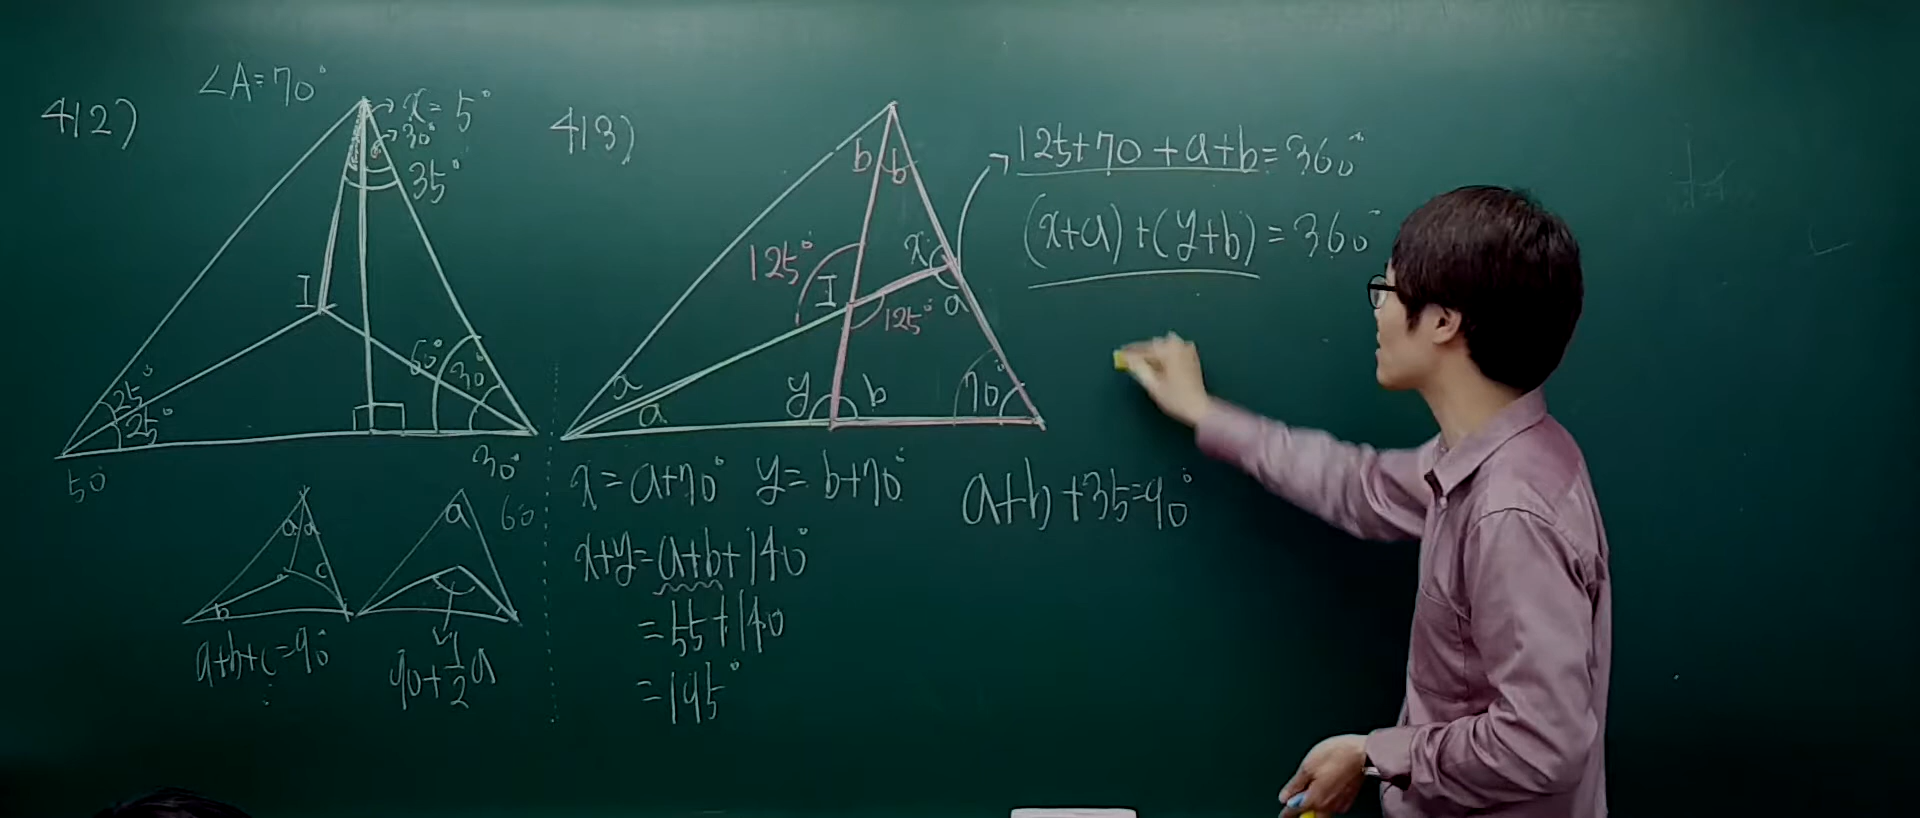 412)
∠A=70°
x=5°
30°
35°
I
25°
25°
60°
30°
50
30°
60
a a
b
c
a+b+c=90°
a
90+1/2a
413)
b b
125°
I
x
a
125°
a
a
y
b
70°
x=a+70° y=b+70°
x+y=a+b+140°
=55+140
=195°
125+70+a+b=360°
(x+a)+(y+b)=360°
a+b+35=90°